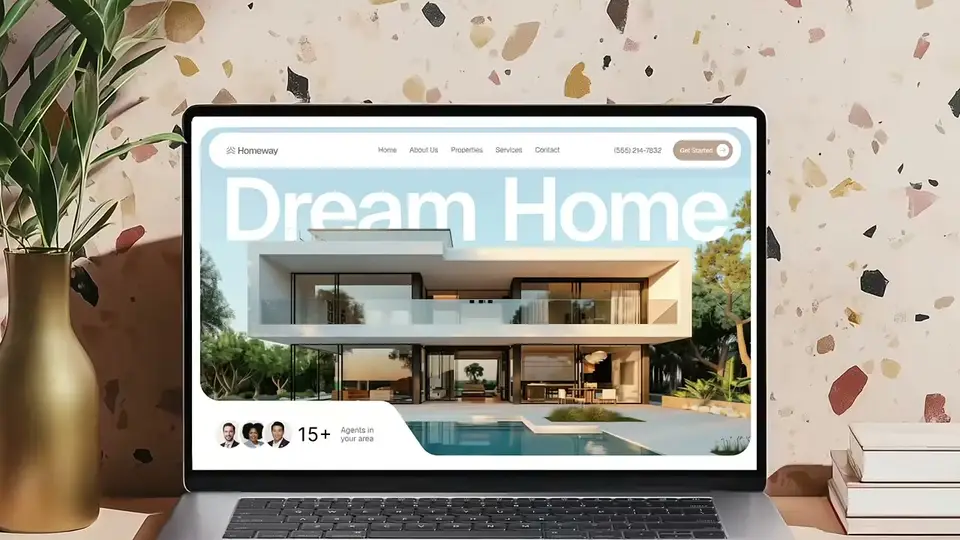 Homeway
Home About Us Properties Services Contact
(555) 214-7832
Get Started
Dream Home
15+
Agents in
your area